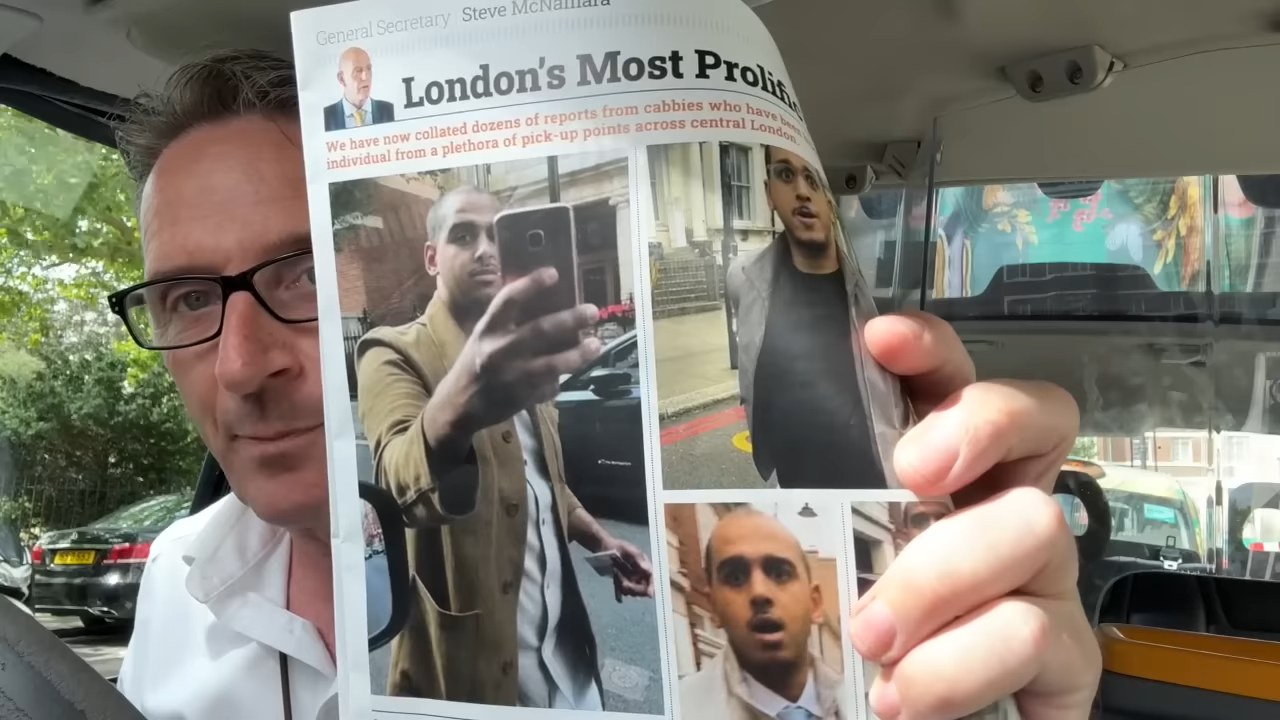 General Secretary Steve McNamara
London's Most Prolific
We have now collated dozens of reports from cabbies who have been
individual from a plethora of pick-up points across central London.